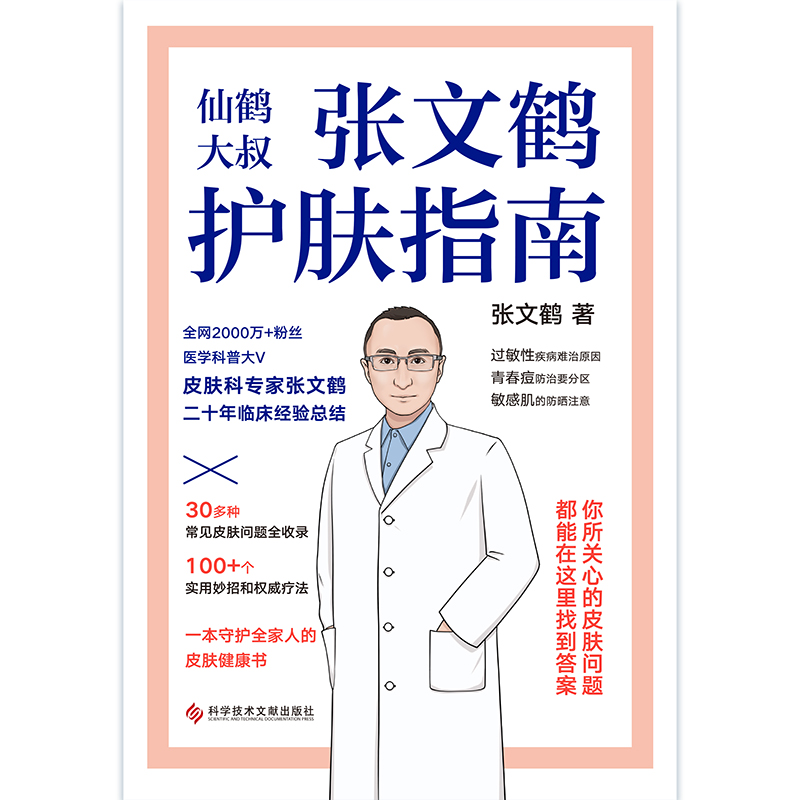 仙鹤
大叔
张文鹤
护肤指南
张文鹤 著
全网2000万+粉丝
医学科普大V
皮肤科专家张文鹤
二十年临床经验总结
过敏性疾病难治原因
青春痘防治要分区
敏感肌的防晒注意
30多种
常见皮肤问题全收录
100+个
实用妙招和权威疗法
一本守护全家人的
皮肤健康书
你所关心的皮肤问题
都能在这里找到答案
科学技术文献出版社
SCIENTIFIC AND TECHNICAL DOCUMENTATION PRESS